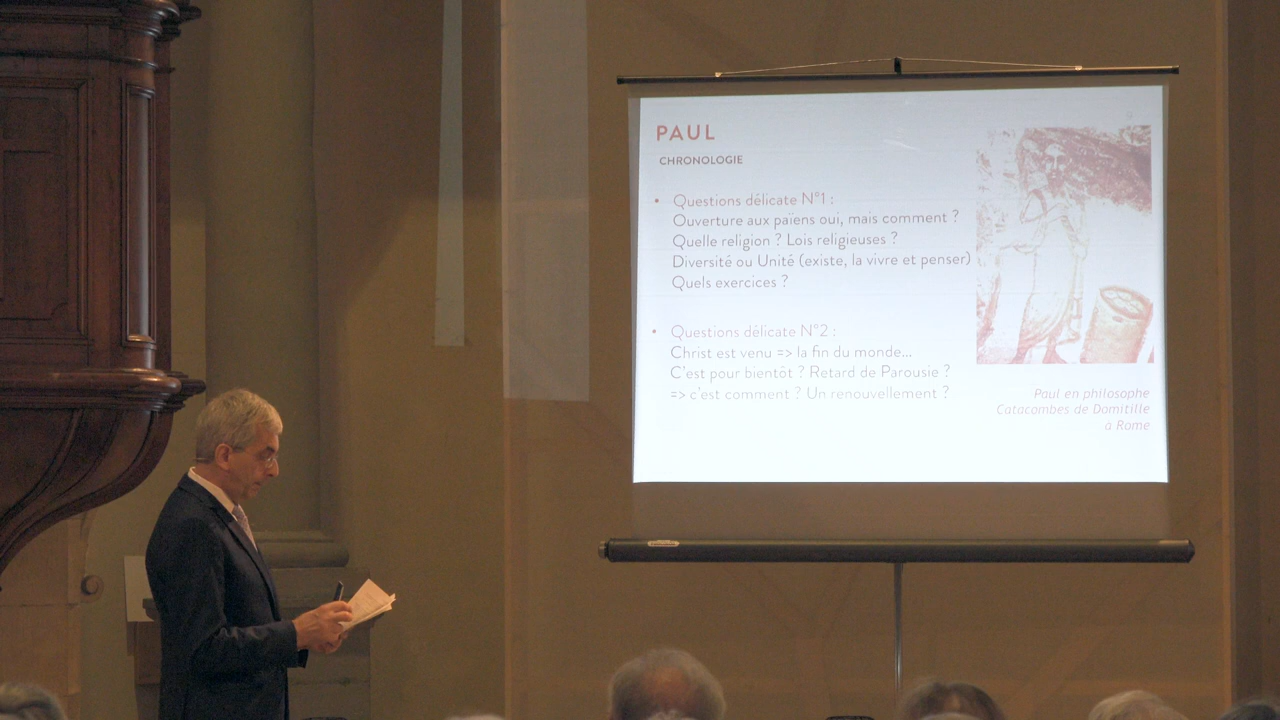 PAUL
CHRONOLOGIE
• Questions délicate N°1 :
Ouverture aux païens oui, mais comment ?
Quelle religion ? Lois religieuses ?
Diversité ou Unité (existe, la vivre et penser)
Quels exercices ?
• Questions délicate N°2 :
Christ est venu => la fin du monde...
C'est pour bientôt ? Retard de Parousie ?
=> c'est comment ? Un renouvellement ?
Paul en philosophe
Catacombes de Domitille
à Rome